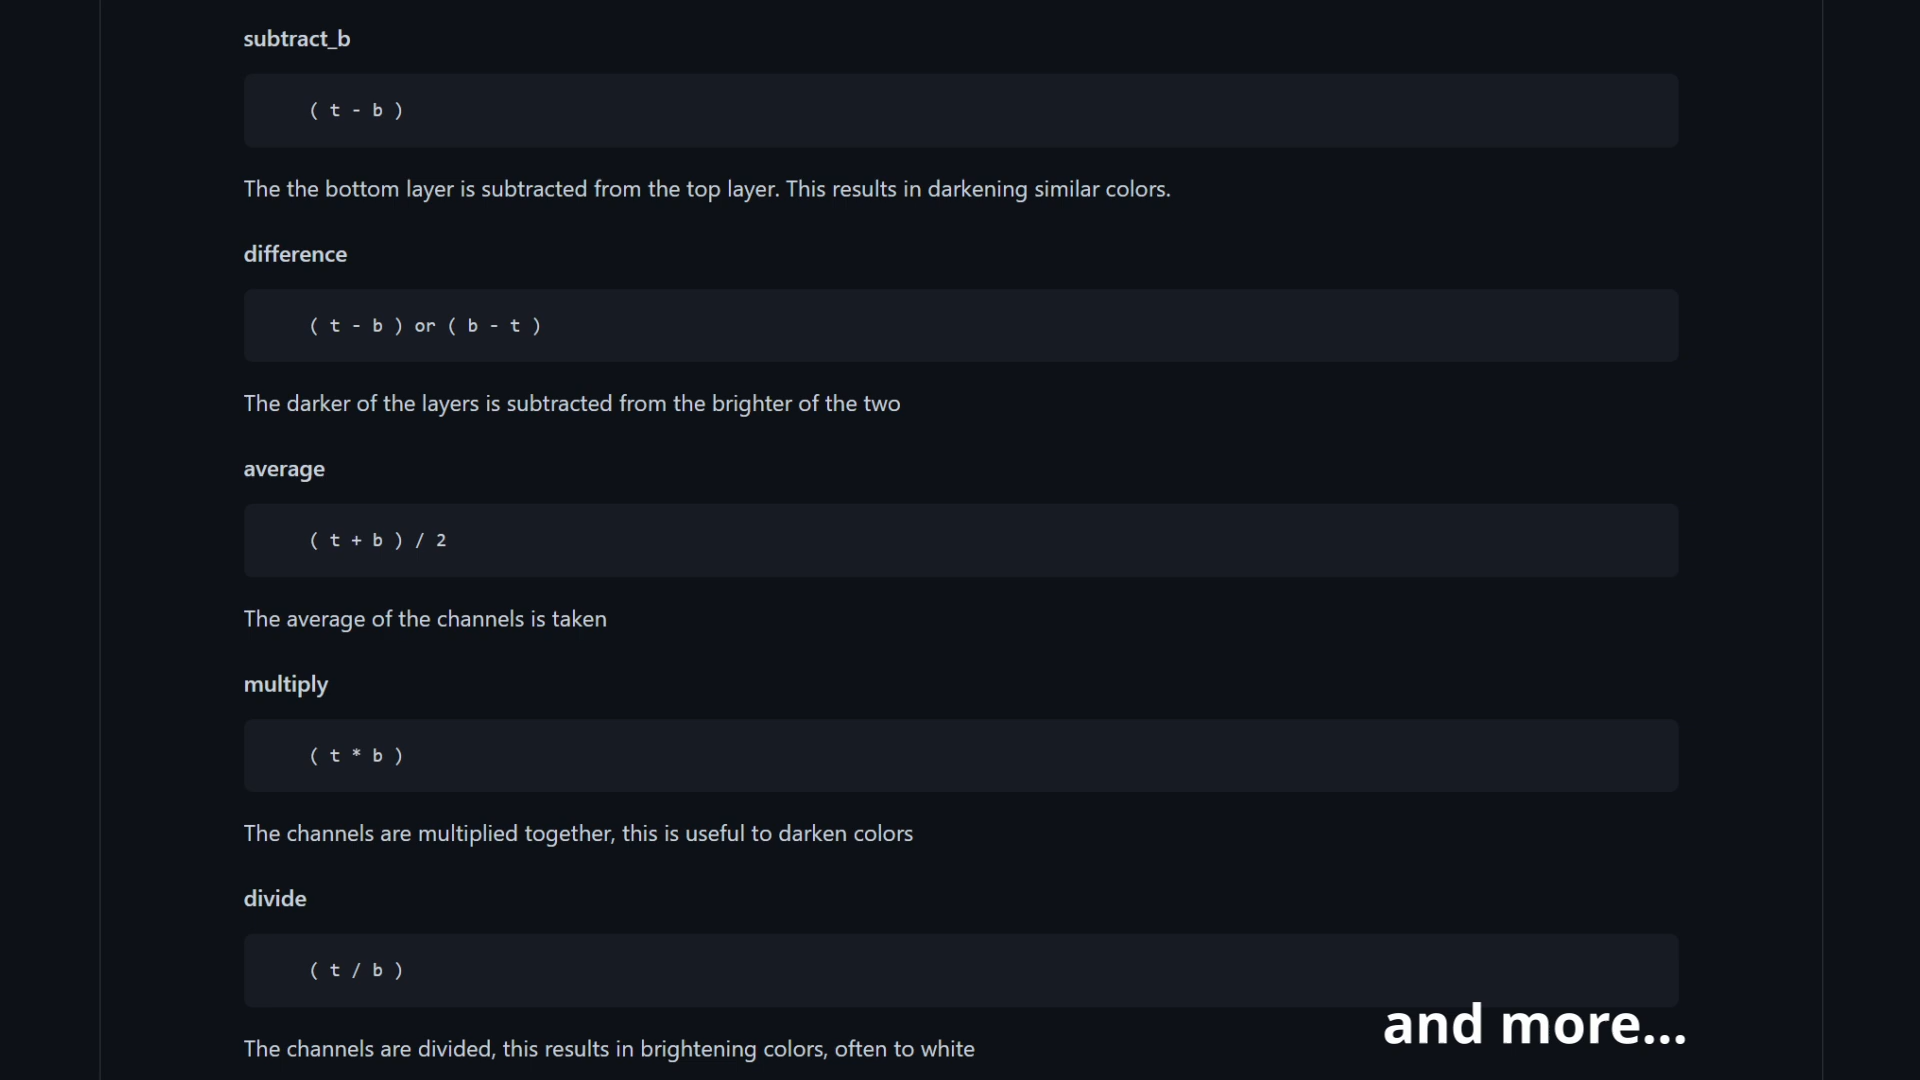 subtract_b
( t - b )
The the bottom layer is subtracted from the top layer. This results in darkening similar colors.
difference
( t - b ) or ( b - t )
The darker of the layers is subtracted from the brighter of the two
average
( t + b ) / 2
The average of the channels is taken
multiply
( t * b )
The channels are multiplied together, this is useful to darken colors
divide
( t / b )
and more...
The channels are divided, this results in brightening colors, often to white